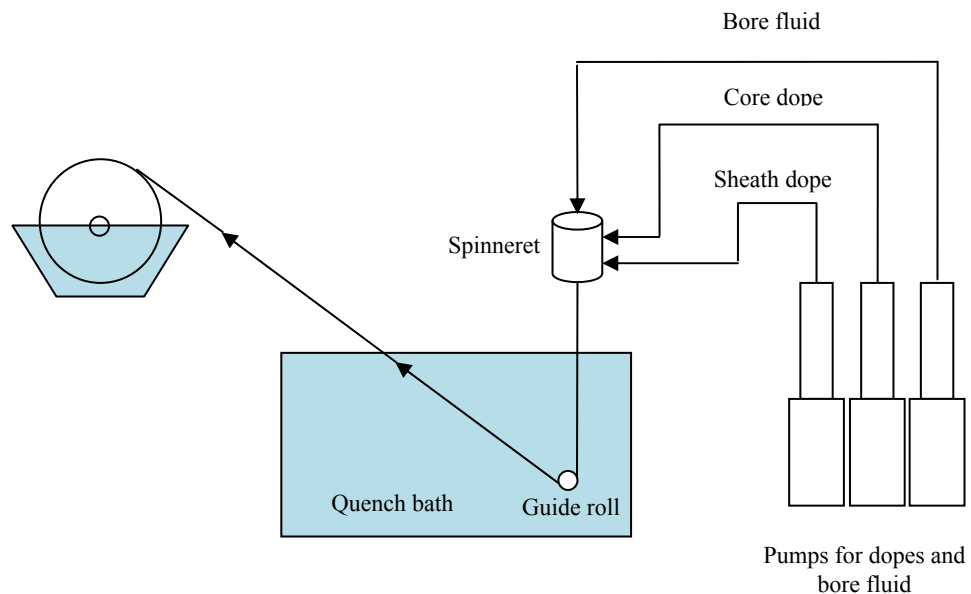 Bore fluid
Core dope
Sheath dope
Spinneret
Quench bath
Guide roll
Pumps for dopes and
bore fluid